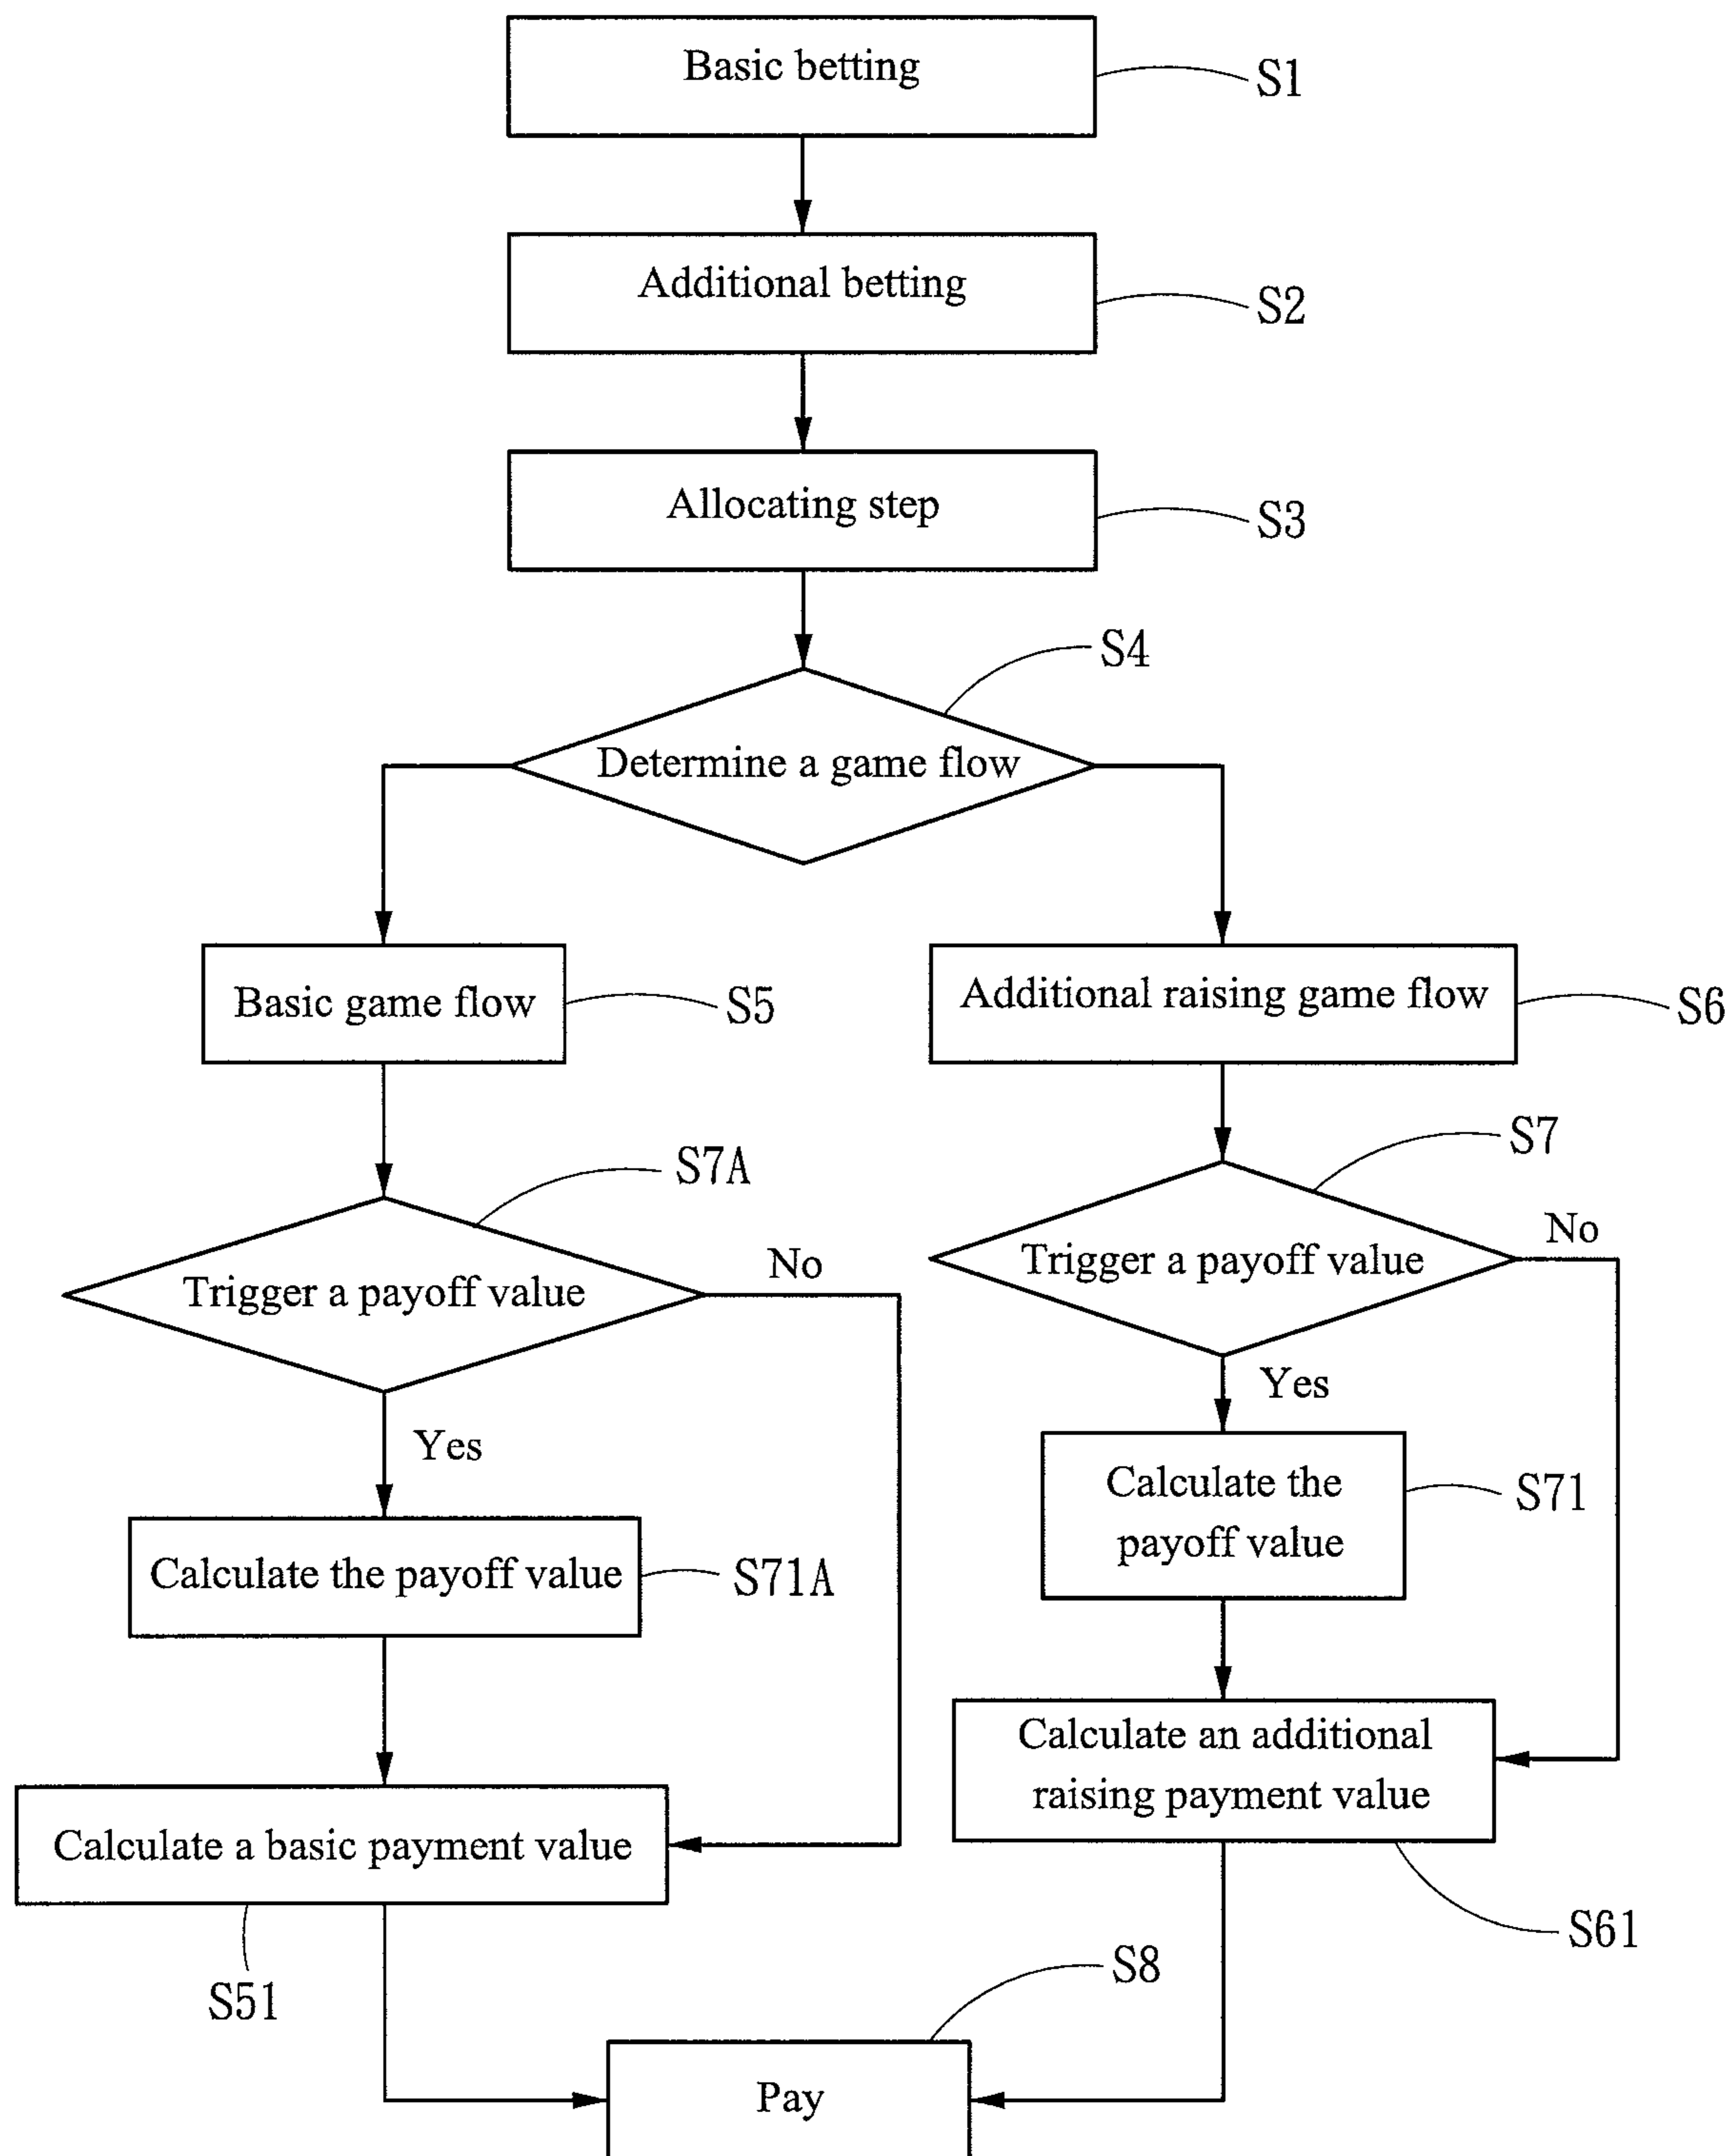 Basic betting
S1
Additional betting
S2
Allocating step
S3
S4
Determine a game flow
Basic game flow
S5
Additional raising game flow
S6
S7A
Trigger a payoff value
No
Yes
Calculate the payoff value
S71A
Calculate a basic payment value
S51
S7
Trigger a payoff value
No
Yes
Calculate the
payoff value
S71
Calculate an additional
raising payment value
S61
S8
Pay